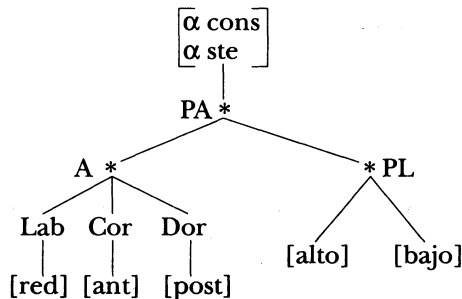 α cons
α ste
PA *
A * * PL
Lab Cor Dor
[alto] [bajo]
[red] [ant] [post]